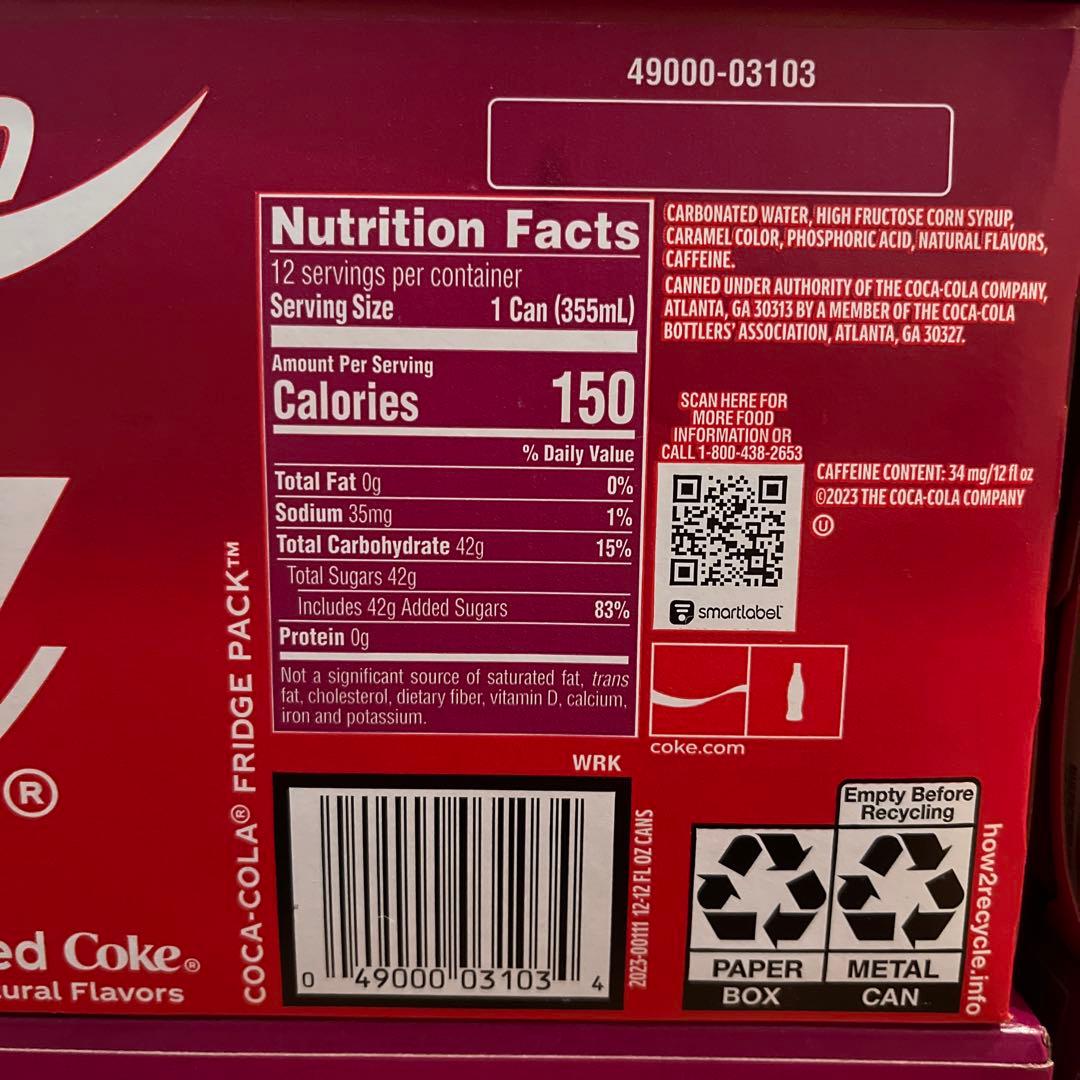 49000-03103
Nutrition Facts
12 servings per container
Serving Size 1 Can (355mL)
Amount Per Serving
Calories 150
% Daily Value
Total Fat 0g 0%
Sodium 35mg 1%
Total Carbohydrate 42g 15%
Total Sugars 42g
Includes 42g Added Sugars 83%
Protein 0g
Not a significant source of saturated fat, trans
fat, cholesterol, dietary fiber, vitamin D, calcium,
iron and potassium.
CARBONATED WATER, HIGH FRUCTOSE CORN SYRUP,
CARAMEL COLOR, PHOSPHORIC ACID, NATURAL FLAVORS,
CAFFEINE.
CANNED UNDER AUTHORITY OF THE COCA-COLA COMPANY,
ATLANTA, GA 30313 BY A MEMBER OF THE COCA-COLA
BOTTLERS' ASSOCIATION, ATLANTA, GA 30327.
SCAN HERE FOR
MORE FOOD
INFORMATION OR
CALL 1-800-438-2653
CAFFEINE CONTENT: 34 mg/12 fl oz
©2023 THE COCA-COLA COMPANY
U
smartlabel™
coke.com
WRK
COCA-COLA® FRIDGE PACK™
®
ed Coke®
ural Flavors
0 49000 03103 4
2023-00111 12-12 FL OZ CANS
Empty Before
Recycling
PAPER METAL
BOX CAN
how2recycle.info